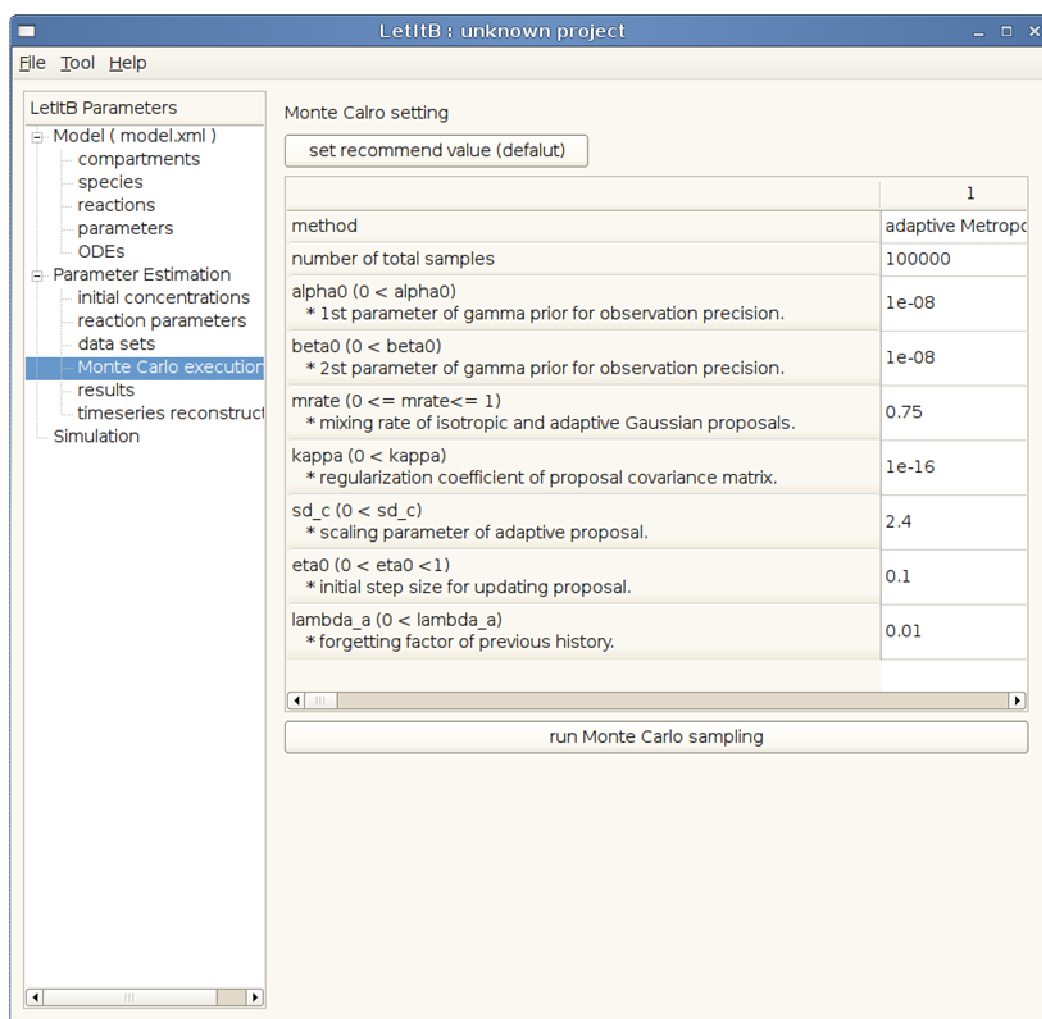 LetItB : unknown project
File Tool Help
LetItB Parameters
Model ( model.xml )
compartments
species
reactions
parameters
ODEs
Parameter Estimation
initial concentrations
reaction parameters
data sets
Monte Carlo execution
results
timeseries reconstruct
Simulation
Monte Calro setting
set recommend value (defalut)
1
method adaptive Metropo
number of total samples 100000
alpha0 (0 < alpha0)
* 1st parameter of gamma prior for observation precision. 1e-08
beta0 (0 < beta0)
* 2st parameter of gamma prior for observation precision. 1e-08
mrate (0 <= mrate<= 1)
* mixing rate of isotropic and adaptive Gaussian proposals. 0.75
kappa (0 < kappa)
* regularization coefficient of proposal covariance matrix. 1e-16
sd_c (0 < sd_c)
* scaling parameter of adaptive proposal. 2.4
eta0 (0 < eta0 <1)
* initial step size for updating proposal. 0.1
lambda_a (0 < lambda_a)
* forgetting factor of previous history. 0.01
run Monte Carlo sampling